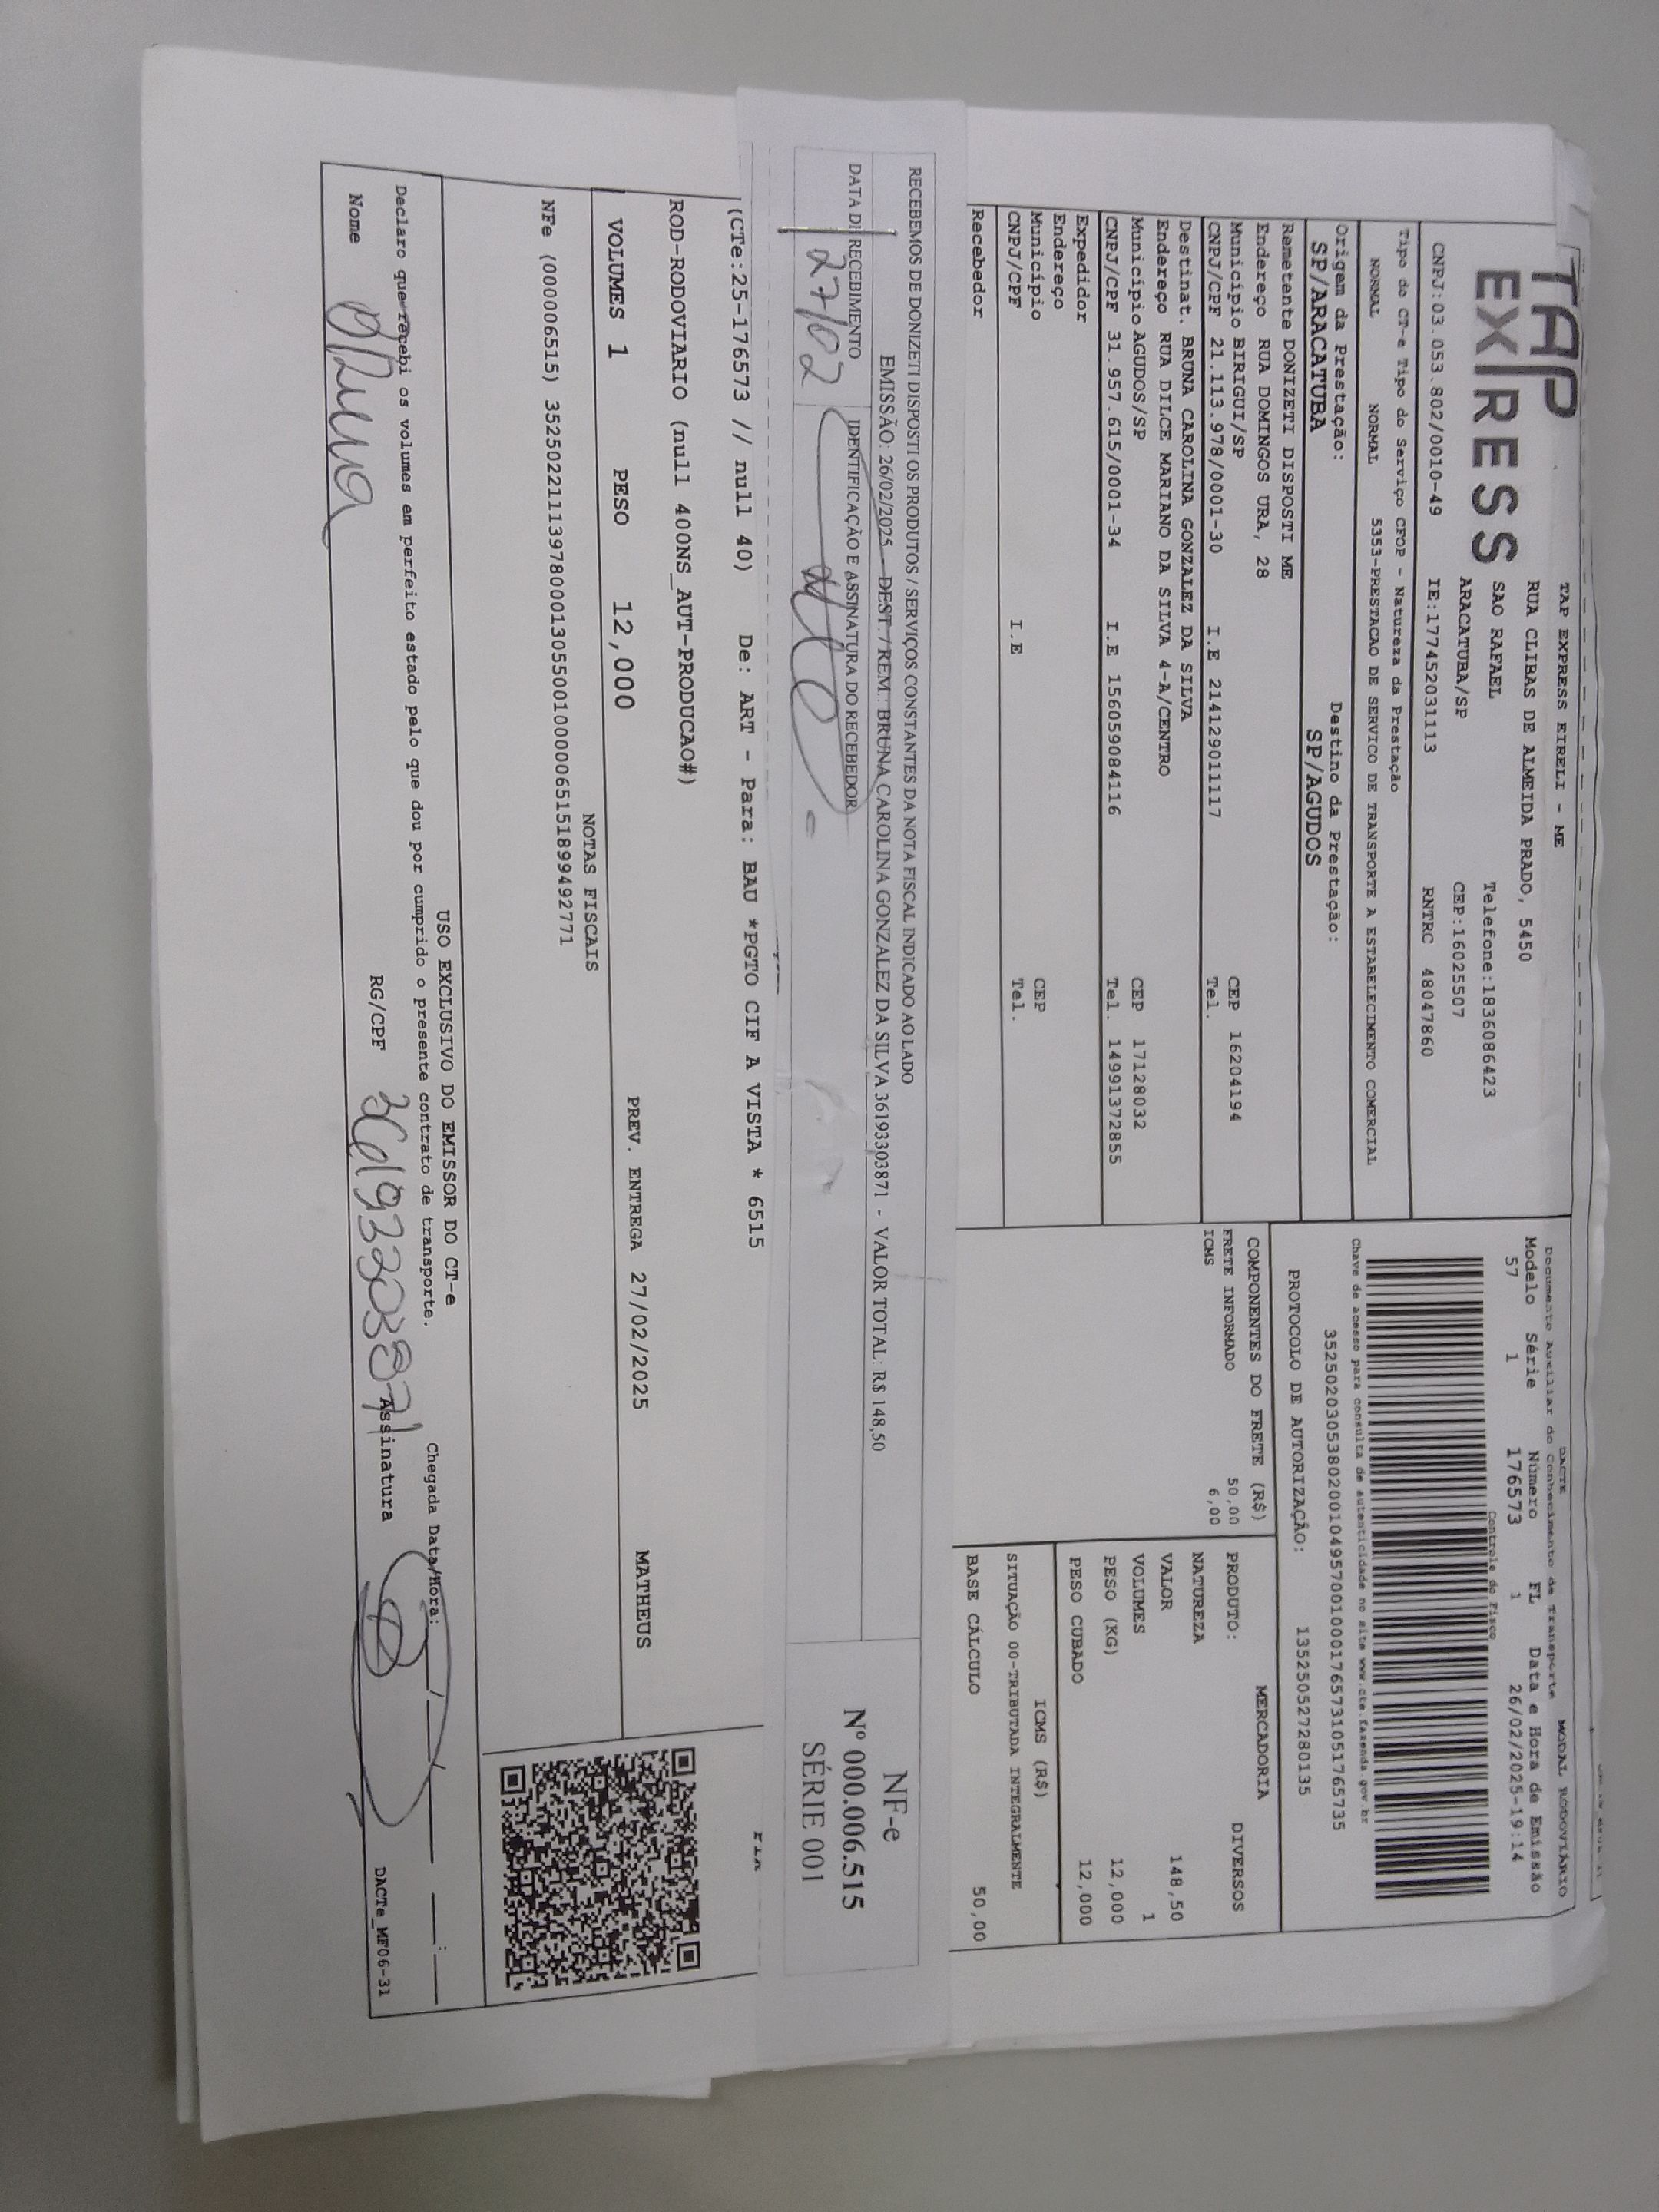 TAP EXPRESS
TAP EXPRESS EIRELI - ME
RUA CLIBAS DE ALMEIDA PRADO, 5450
SAO RAFAEL Telefone:1836086423
ARACATUBA/SP CEP:16025507
CNPJ:03.053.802/0010-49 IE:177452031113 RNTRC 48047860
Tipo do CT-e Tipo do Serviço CFOP - Natureza da Prestação
NORMAL NORMAL 5353-PRESTACAO DE SERVICO DE TRANSPORTE A ESTABELECIMENTO COMERCIAL
Origem da Prestação: Destino da Prestação:
SP/ARACATUBA SP/AGUDOS
Remetente DONIZETI DISPOSTI ME
Endereço RUA DOMINGOS URA, 28
Município BIRIGUI/SP CEP 16204194
CNPJ/CPF 21.113.978/0001-30 I.E 214129011117 Tel.
Destinat. BRUNA CAROLINA GONZALEZ DA SILVA
Endereço RUA DILCE MARIANO DA SILVA 4-A/CENTRO
Município AGUDOS/SP CEP 17128032
CNPJ/CPF 31.957.615/0001-34 I.E 156059084116 Tel. 14991372855
Expedidor
Endereço
Município CEP
CNPJ/CPF I.E Tel.
Recebedor
DACTE MODAL RODOVIÁRIO
Documento Auxiliar do Conhecimento de Transporte
Modelo Série Número FL Data e Hora de Emissão
57 1 176573 1 26/02/2025-19:14
Controle do Fisco
Chave de acesso para consulta de autenticidade no site www.cte.fazenda.gov.br
35250203053802001049570010001765731051765735
PROTOCOLO DE AUTORIZAÇÃO: 135250527280135
COMPONENTES DO FRETE (R$)
FRETE INFORMADO 50,00
ICMS 6,00
MERCADORIA
PRODUTO: DIVERSOS
NATUREZA
VALOR 148,50
VOLUMES 1
PESO (KG) 12,000
PESO CUBADO 12,000
ICMS (R$)
SITUAÇÃO 00-TRIBUTADA INTEGRALMENTE
BASE CÁLCULO 50,00
RECEBEMOS DE DONIZETI DISPOSTI OS PRODUTOS / SERVIÇOS CONSTANTES DA NOTA FISCAL INDICADO AO LADO
EMISSÃO: 26/02/2025 - DEST. / REM.: BRUNA CAROLINA GONZALEZ DA SILVA 36193303871 - VALOR TOTAL: R$ 148,50
DATA DE RECEBIMENTO IDENTIFICAÇÃO E ASSINATURA DO RECEBEDOR
27/02
NF-e
Nº 000.006.515
SÉRIE 001
(CTe:25-176573 // null 40) De: ART - Para: BAU *PGTO CIF A VISTA * 6515
ROD-RODOVIARIO (null 400NS_AUT-PRODUCAO#)
VOLUMES 1 PESO 12,000 PREV. ENTREGA 27/02/2025 MATHEUS
NOTAS FISCAIS
NFe (000006515) 35250221113978000130550010000065151899492771
USO EXCLUSIVO DO EMISSOR DO CT-e
Declaro que recebi os volumes em perfeito estado pelo que dou por cumprido o presente contrato de transporte. Chegada Data/Hora: __/__/____ __:__
Nome Bruna RG/CPF 36193303871 Assinatura
DACTe_MF06-31